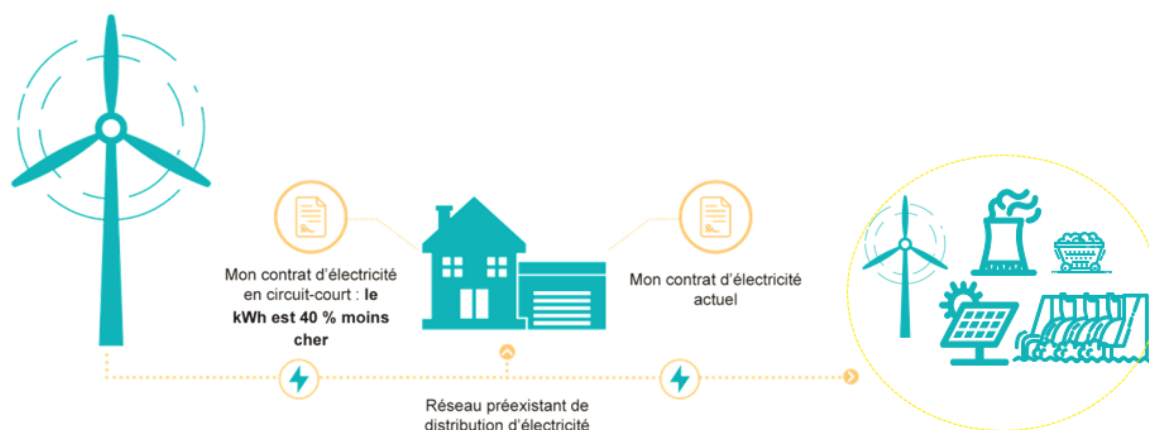 Mon contrat d'électricité
en circuit-court : le
kWh est 40 % moins
cher
Mon contrat d'électricité
actuel
Réseau préexistant de
distribution d'électricité